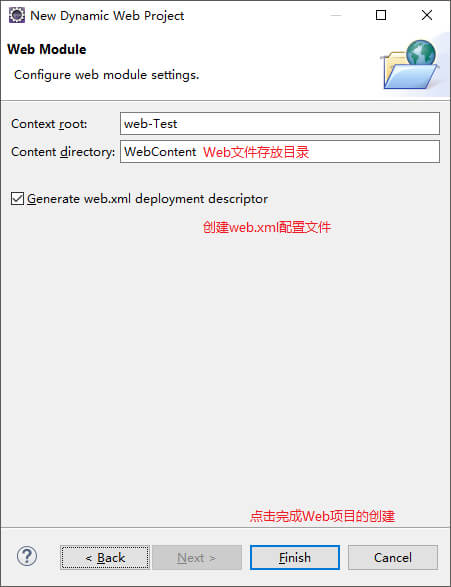 New Dynamic Web Project
Web Module
Configure web module settings.
Context root: web-Test
Content directory: WebContent Web文件存放目录
Generate web.xml deployment descriptor
创建web.xml配置文件
点击完成Web项目的创建
? < Back Next > Finish Cancel